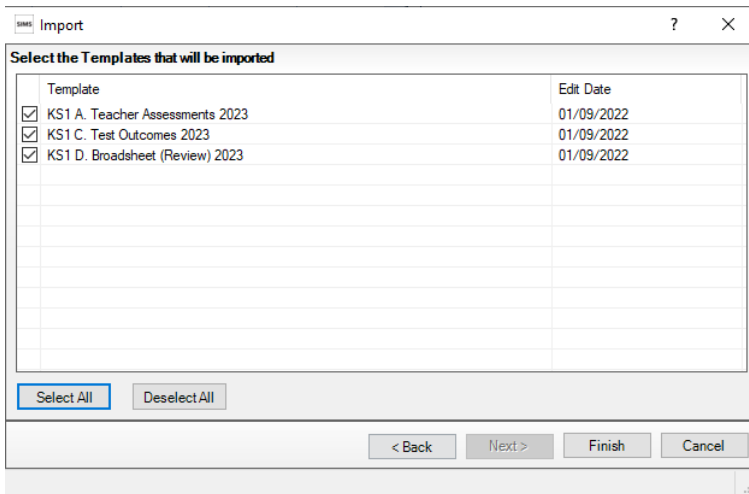 SIMS Import ? X
Select the Templates that will be imported
Template Edit Date
KS1 A. Teacher Assessments 2023 01/09/2022
KS1 C. Test Outcomes 2023 01/09/2022
KS1 D. Broadsheet (Review) 2023 01/09/2022
Select All Deselect All
< Back Next > Finish Cancel